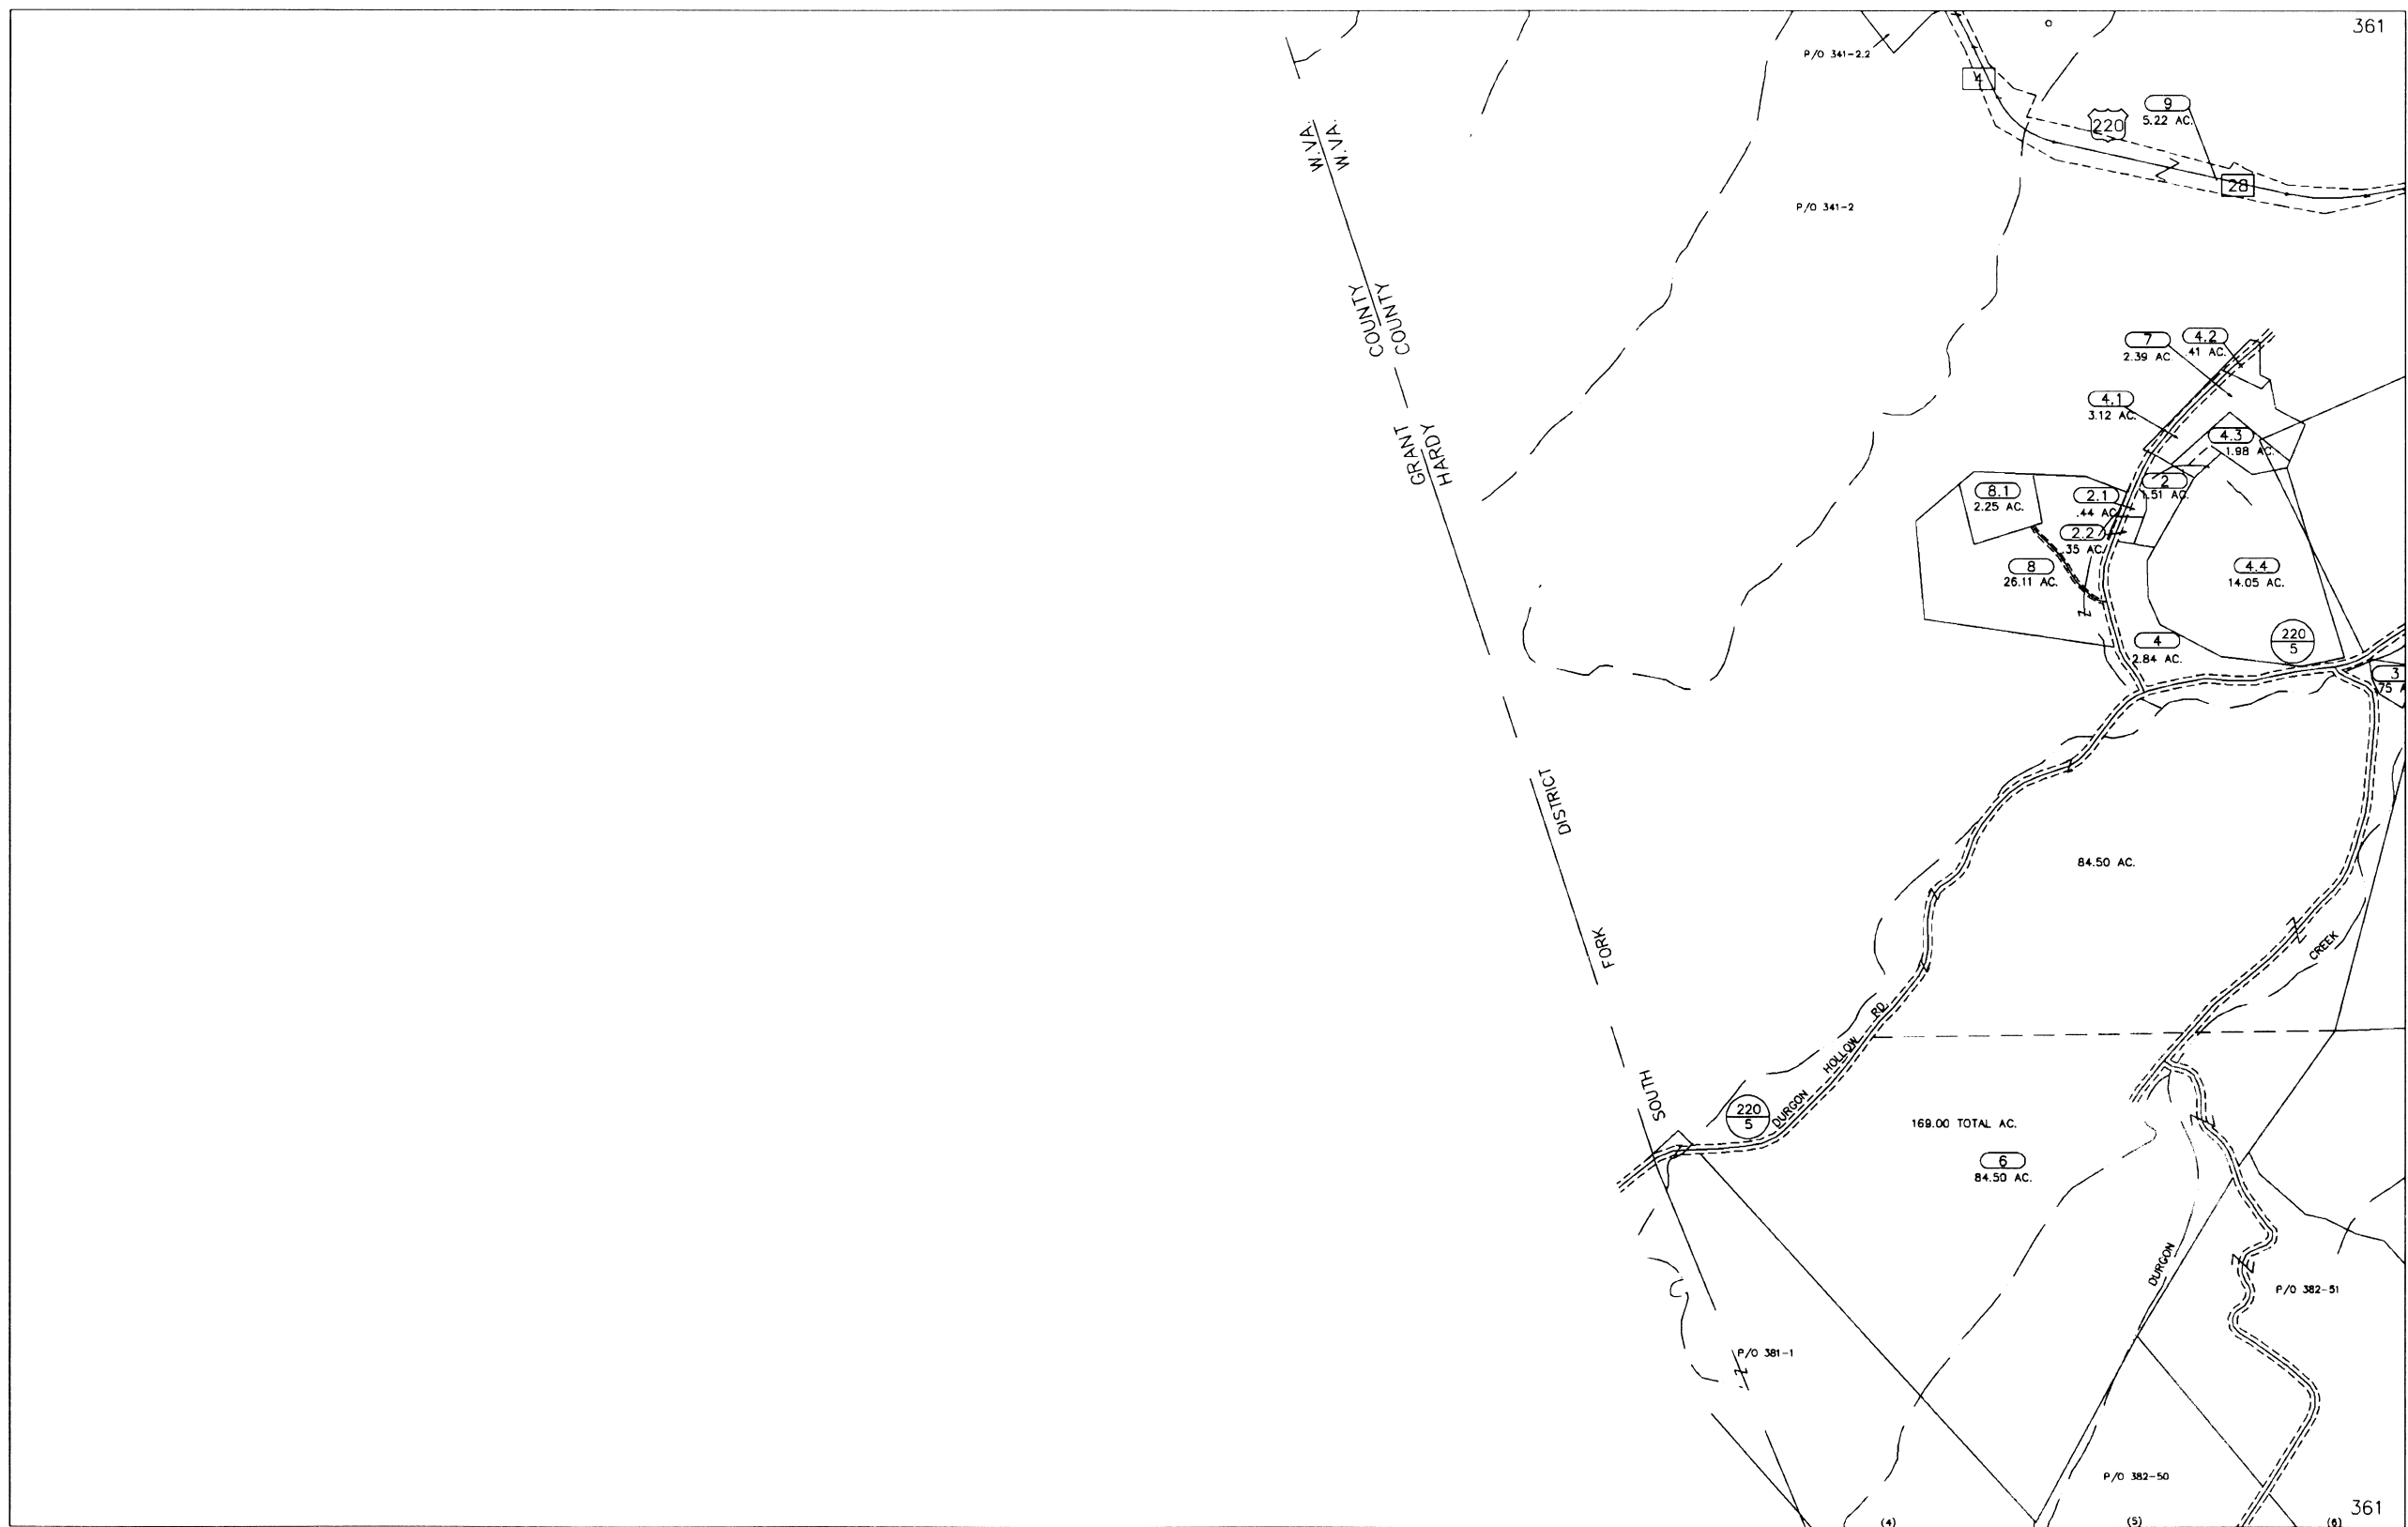 361
P/O 341-2.2
4
9
5.22 AC.
220
28
W.VA.
W.VA.
P/O 341-2
COUNTY
COUNTY
7
2.39 AC.
4.2
.41 AC.
4.1
3.12 AC.
GRANT
HARDY
4.3
1.98 AC.
8.1
2.25 AC.
2
1.51 AC.
2.1
.44 AC.
2.2
.35 AC.
8
26.11 AC.
4.4
14.05 AC.
4
2.84 AC.
220
5
3
.75 A
DISTRICT
84.50 AC.
FORK
CREEK
DURGON HOLLOW RD.
SOUTH
220
5
169.00 TOTAL AC.
6
84.50 AC.
DURGON
P/O 382-51
P/O 381-1
P/O 382-50
361
(4)
(5)
(6)